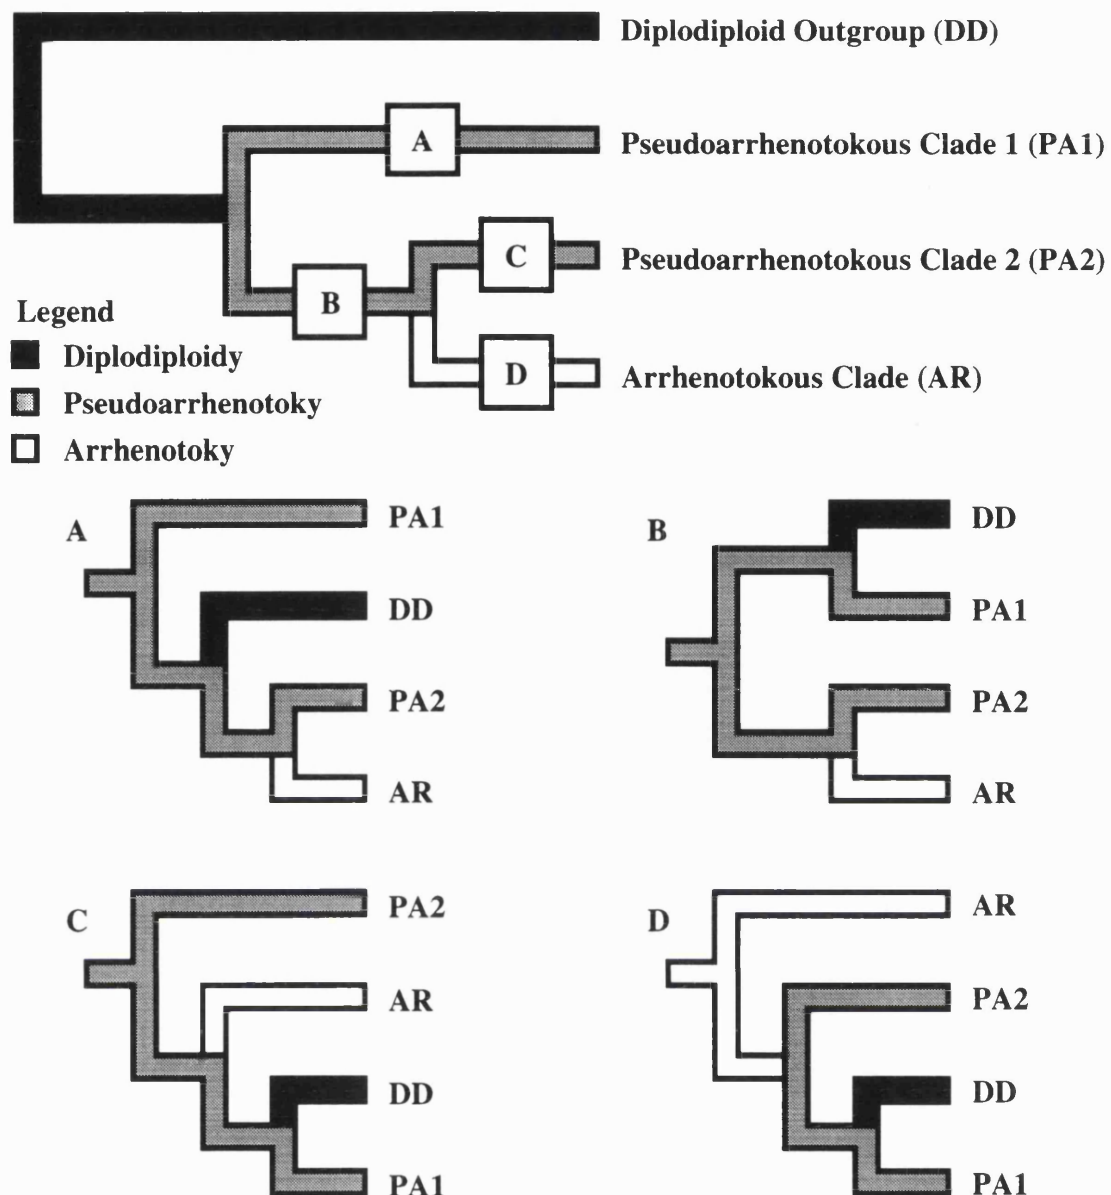 Diplodiploid Outgroup (DD)
A
Pseudoarrhenotokous Clade 1 (PA1)
C
Pseudoarrhenotokous Clade 2 (PA2)
B
Legend
Diplodiploidy
D
Arrhenotokous Clade (AR)
Pseudoarrhenotoky
Arrhenotoky
A
PA1
DD
PA2
AR
B
DD
PA1
PA2
AR
C
PA2
AR
DD
PA1
D
AR
PA2
DD
PA1